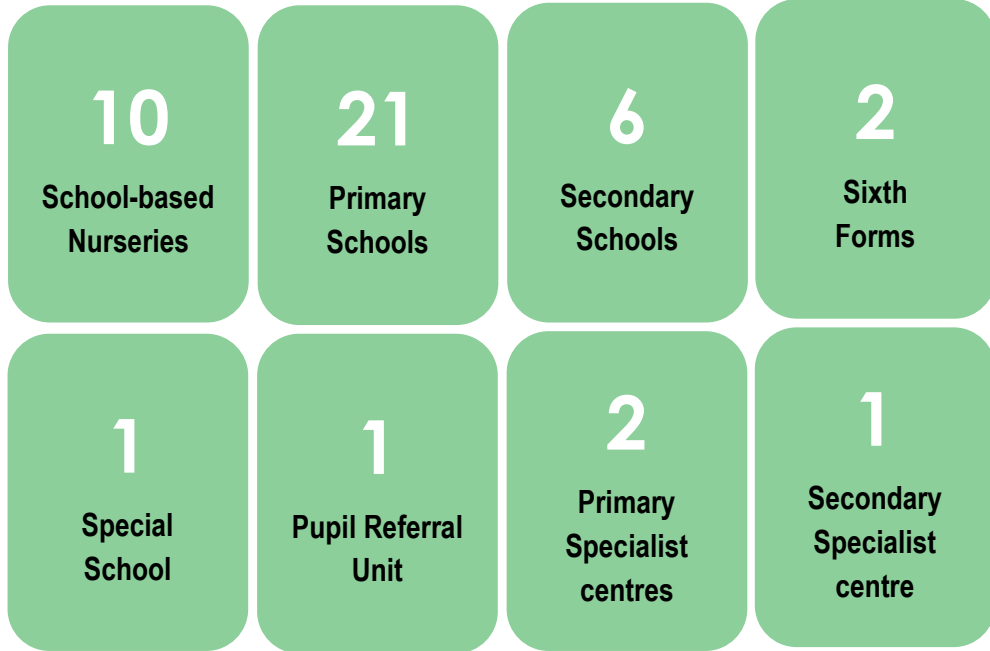 10
School-based
Nurseries
21
Primary
Schools
6
Secondary
Schools
2
Sixth
Forms
1
Special
School
1
Pupil Referral
Unit
2
Primary
Specialist
centres
1
Secondary
Specialist
centre